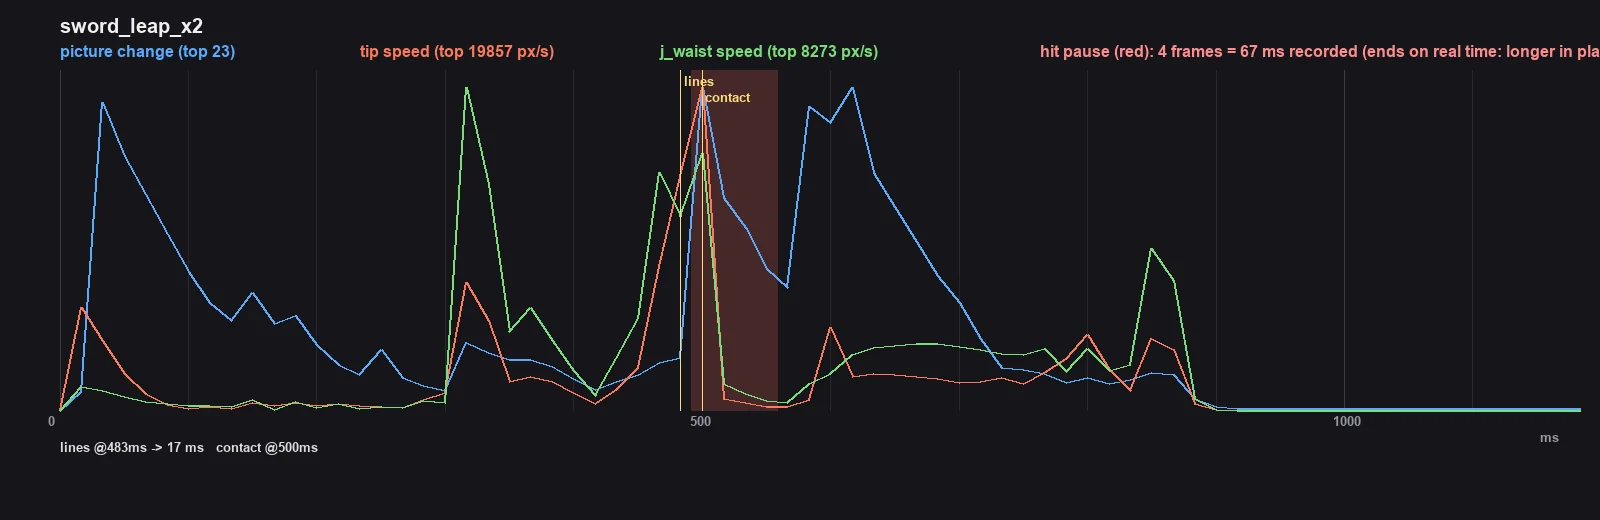 sword_leap_x2
picture change (top 23) tip speed (top 19857 px/s) j_waist speed (top 8273 px/s) hit pause (red): 4 frames = 67 ms recorded (ends on real time: longer in pla
lines
contact
0 500 1000
ms
lines @483ms -> 17 ms contact @500ms